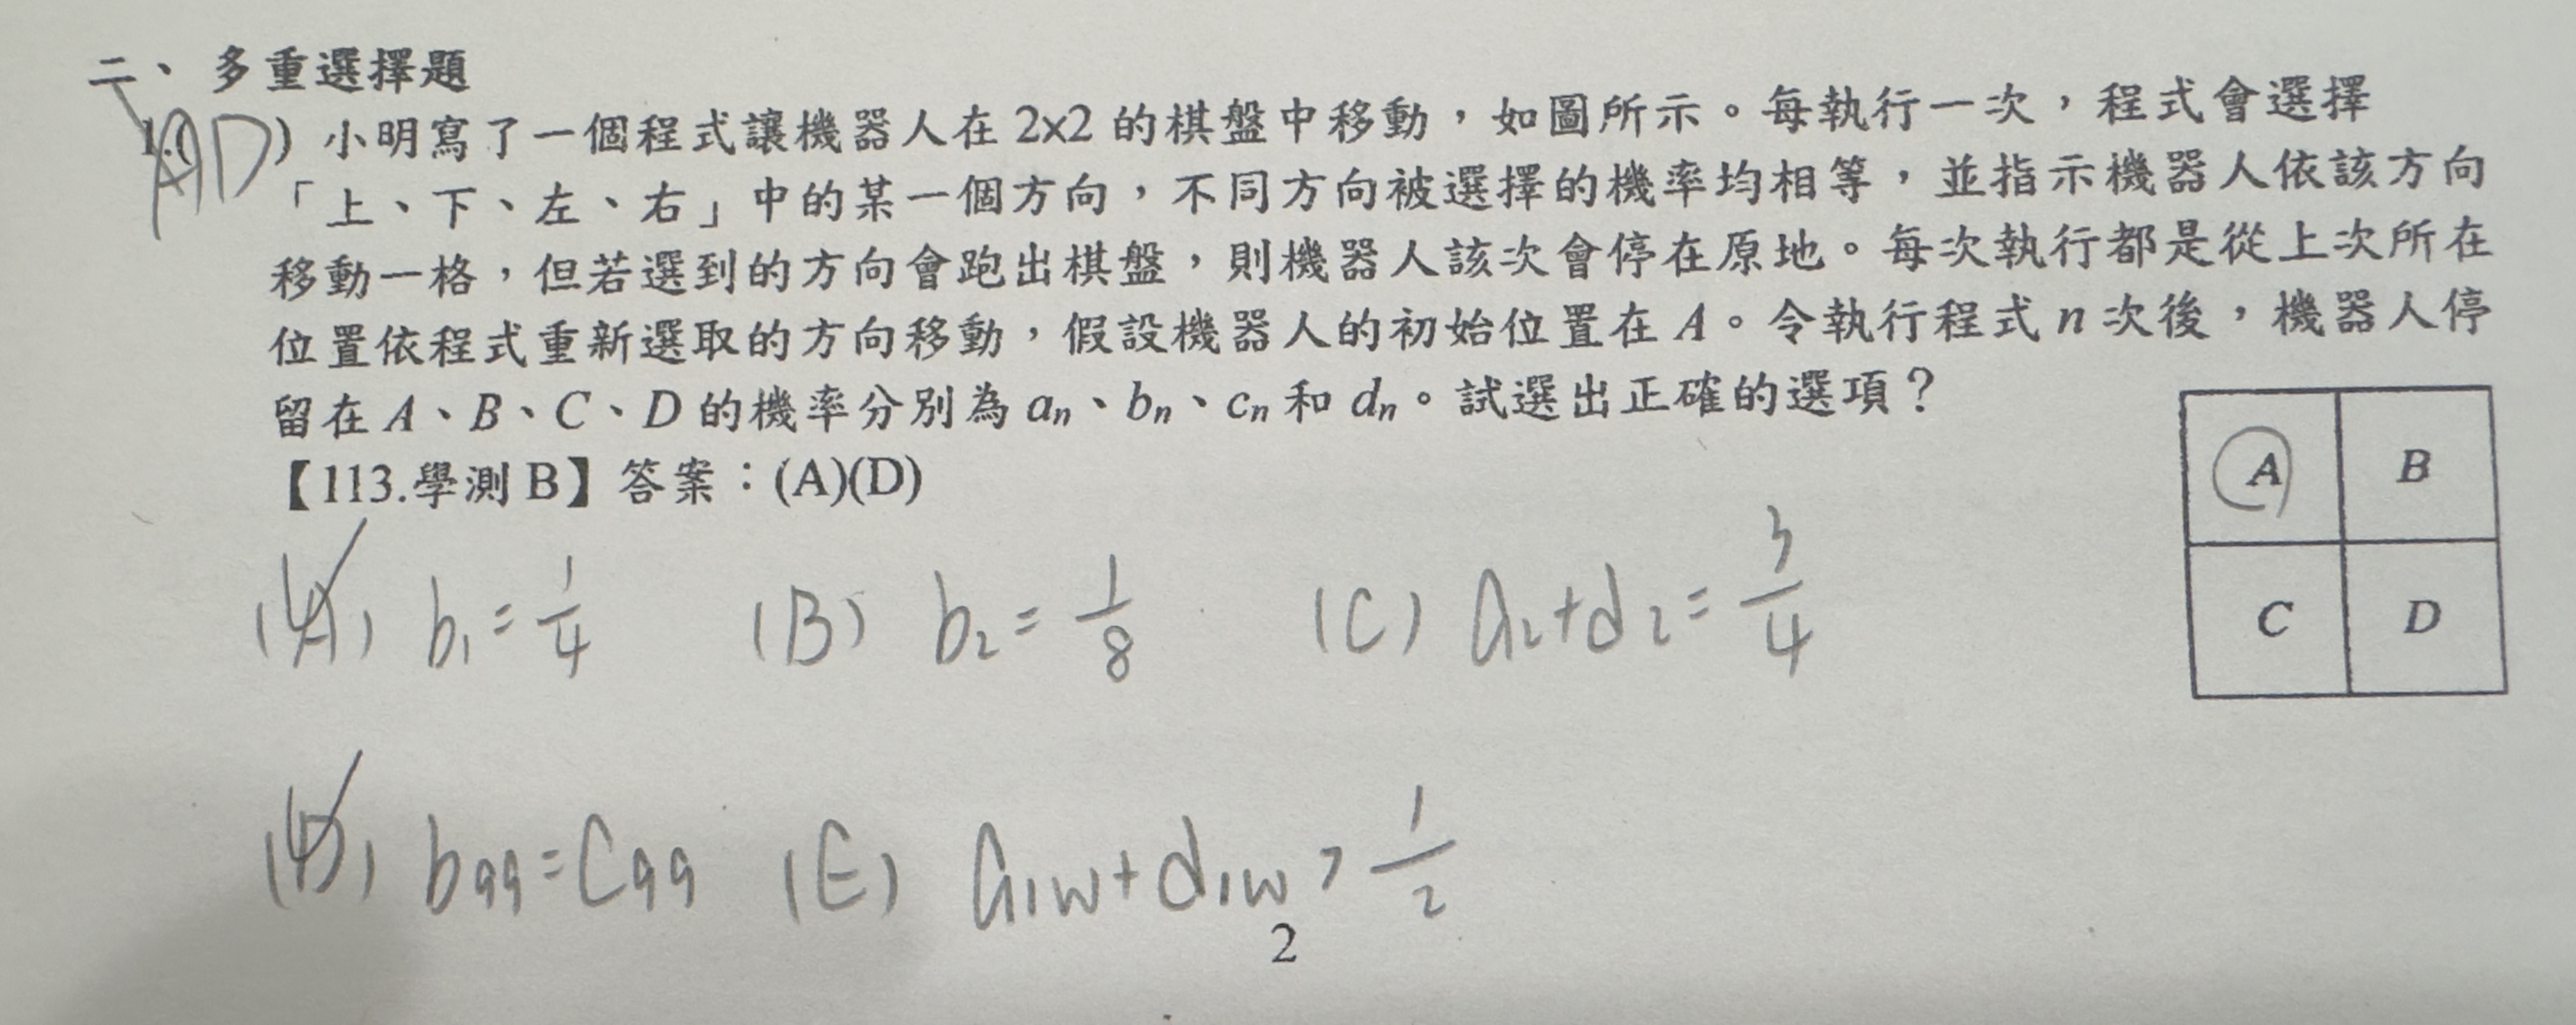 二、多重選擇題
1.(AD) 小明寫了一個程式讓機器人在 2x2 的棋盤中移動，如圖所示。每執行一次，程式會選擇
「上、下、左、右」中的某一個方向，不同方向被選擇的機率均相等，並指示機器人依該方向
移動一格，但若選到的方向會跑出棋盤，則機器人該次會停在原地。每次執行都是從上次所在
位置依程式重新選取的方向移動，假設機器人的初始位置在 A。令執行程式 n 次後，機器人停
留在 A、B、C、D 的機率分別為 aₙ、bₙ、cₙ 和 dₙ。試選出正確的選項？
【113.學測 B】答案：(A)(D)
A B
C D
(A) b₁=1/4 (B) b₂=1/8 (C) a₂+d₂=3/4
(D) b₉₉=C₉₉ (E) a₁₀₀+d₁₀₀>1/2
2